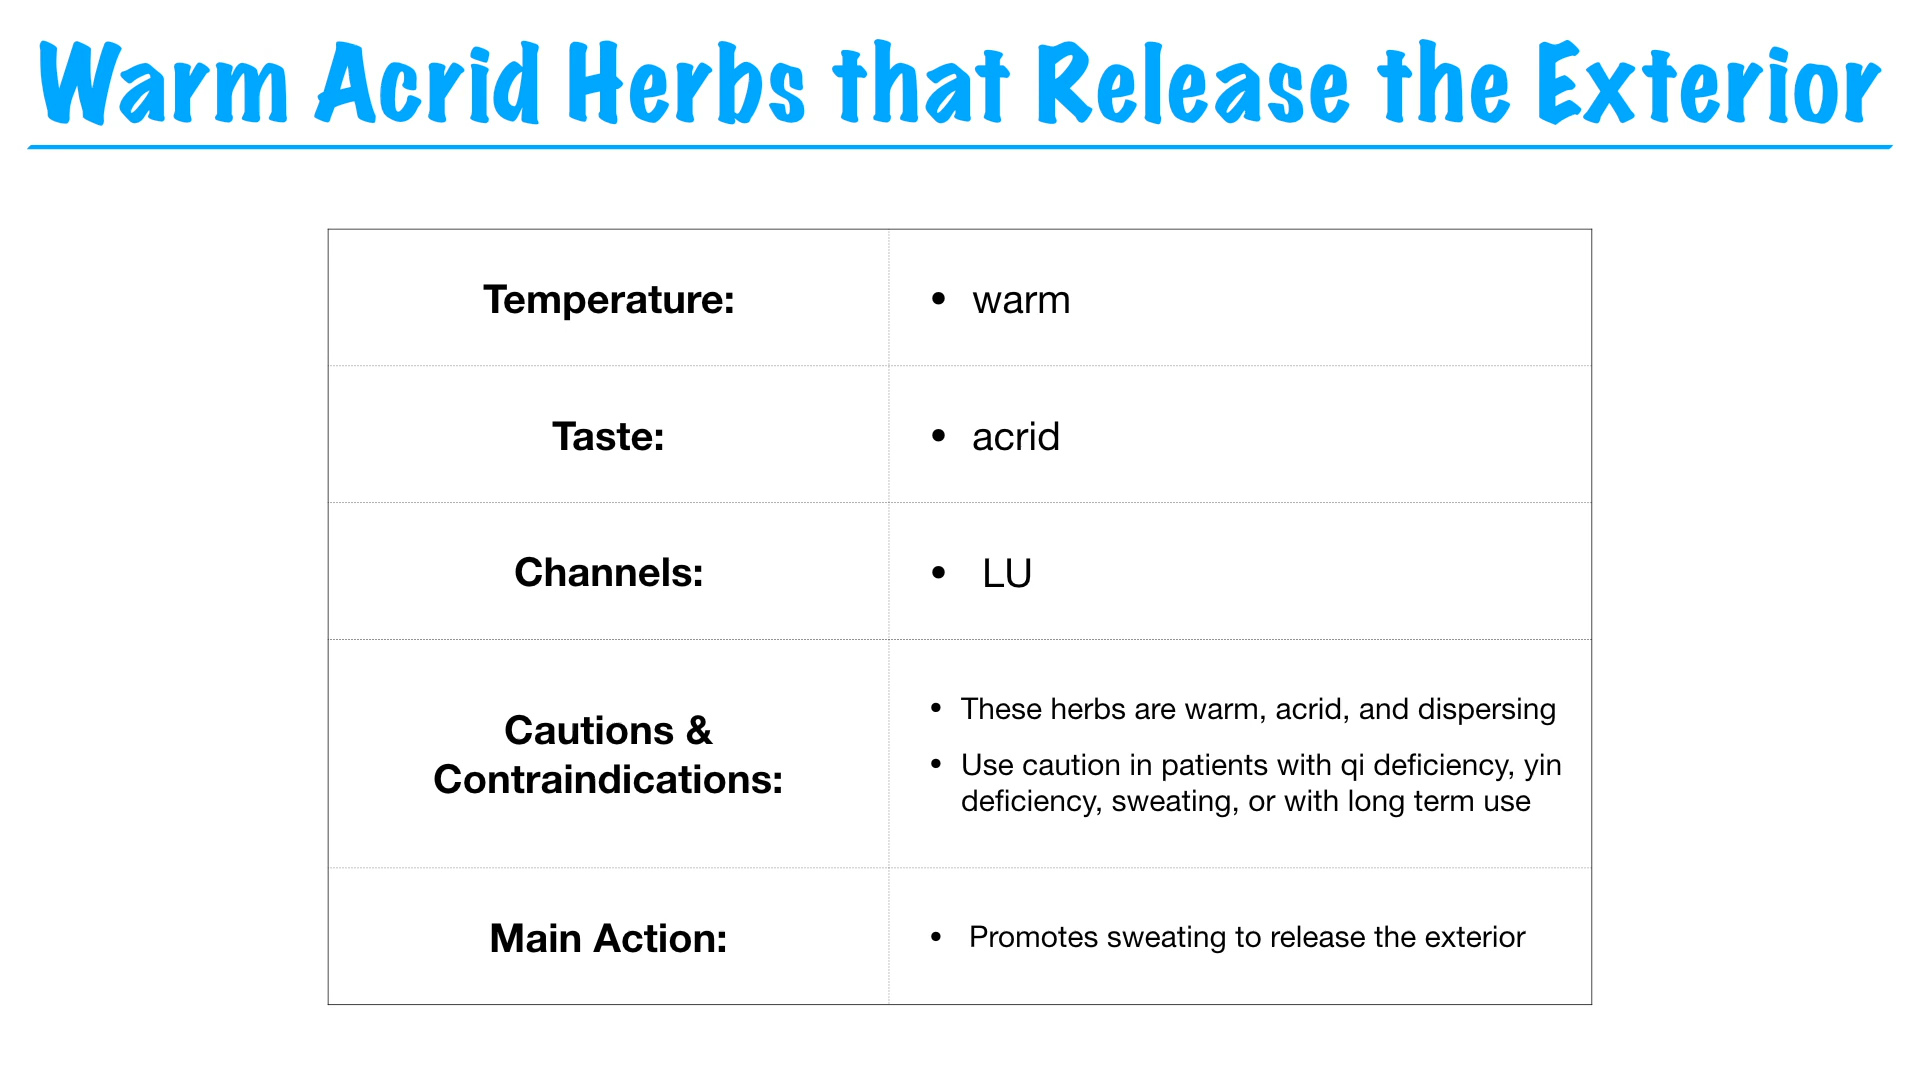 Warm Acrid Herbs that Release the Exterior
Temperature:
• warm
Taste:
• acrid
Channels:
• LU
Cautions &
Contraindications:
• These herbs are warm, acrid, and dispersing
• Use caution in patients with qi deficiency, yin
deficiency, sweating, or with long term use
Main Action:
• Promotes sweating to release the exterior